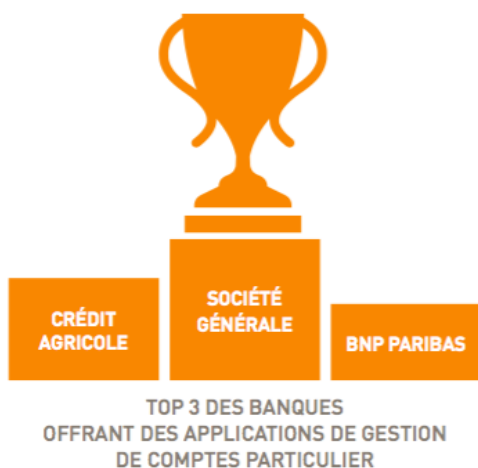 CRÉDIT
AGRICOLE
SOCIÉTÉ
GÉNÉRALE
BNP PARIBAS
TOP 3 DES BANQUES
OFFRANT DES APPLICATIONS DE GESTION
DE COMPTES PARTICULIER